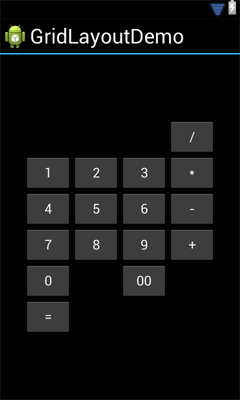 GridLayoutDemo
/
1 2 3 *
4 5 6 -
7 8 9 +
0 00
=